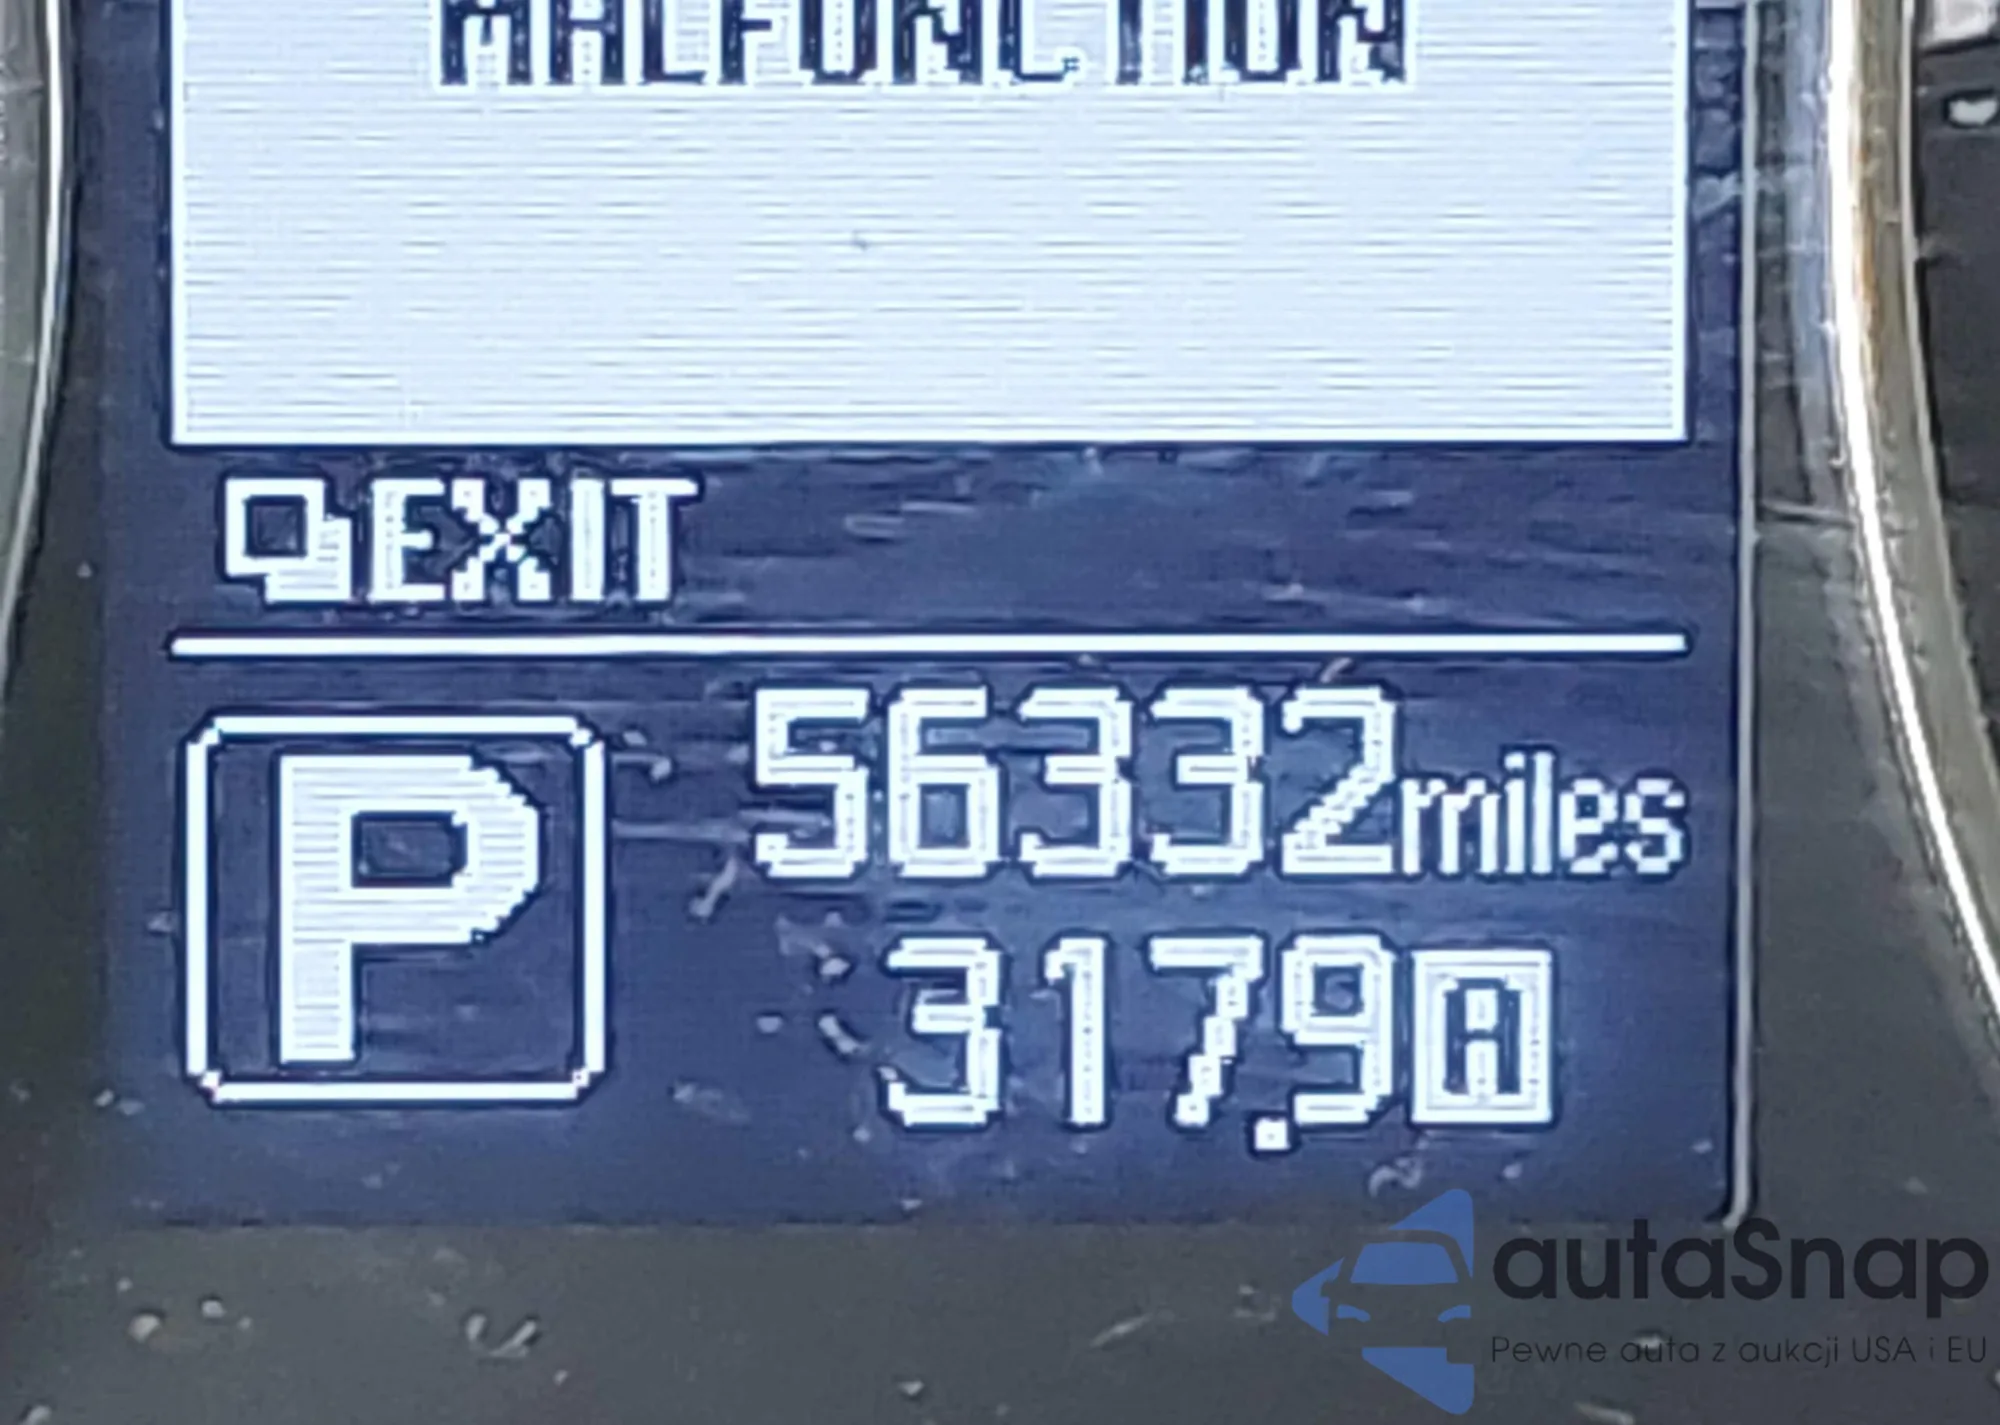 MALFUNCTION
EXIT
P
56332miles
317.9A
autaSnap
Pewne auta z aukcji USA i EU